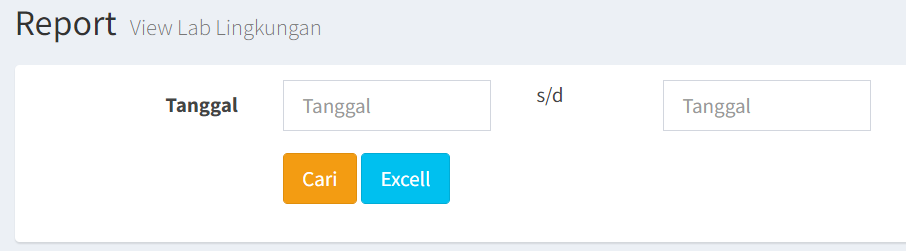 Report View Lab Lingkungan
Tanggal Tanggal s/d Tanggal
Cari Excell